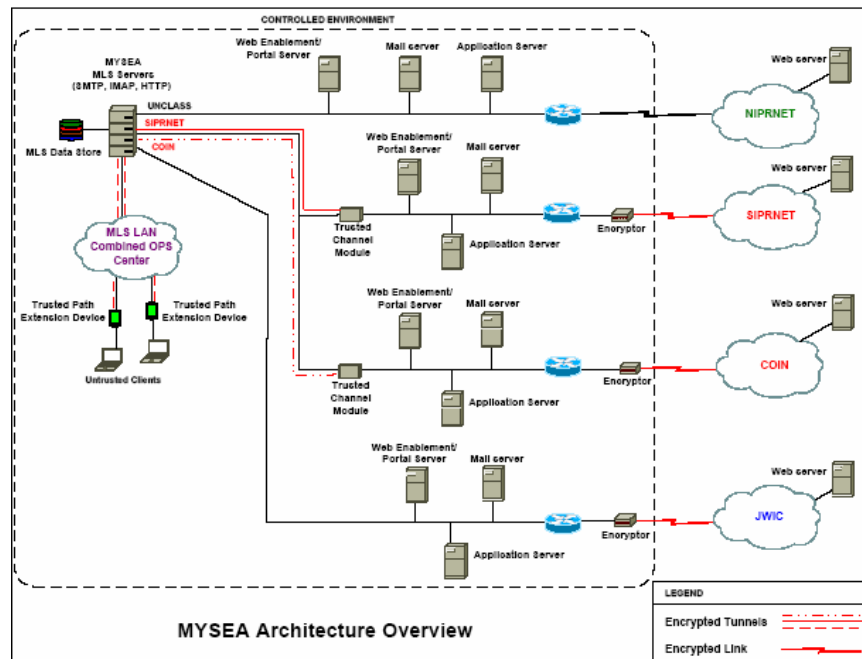 CONTROLLED ENVIRONMENT
Web Enablement/
Portal Server
Mail server
Application Server
Web server
MYSEA
MLS Servers
(SMTP, IMAP, HTTP)
UNCLASS
SIPRNET
COIN
MLS Data Store
NIPRNET
Web Enablement/
Portal Server
Mail server
Web server
Trusted
Channel
Module
Application Server
Encryptor
SIPRNET
MLS LAN
Combined OPS
Center
Trusted Path
Extension Device
Trusted Path
Extension Device
Untrusted Clients
Web Enablement/
Portal Server
Mail server
Web server
Trusted
Channel
Module
Application Server
Encryptor
COIN
Web Enablement/
Portal Server
Mail server
Web server
Application Server
Encryptor
JWIC
MYSEA Architecture Overview
LEGEND
Encrypted Tunnels
Encrypted Link